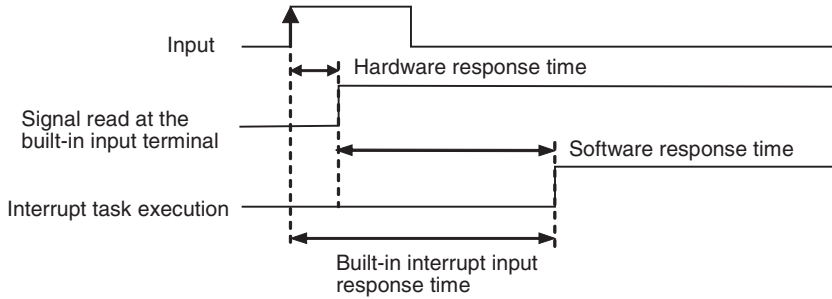 Input
Hardware response time
Signal read at the
built-in input terminal
Software response time
Interrupt task execution
Built-in interrupt input
response time